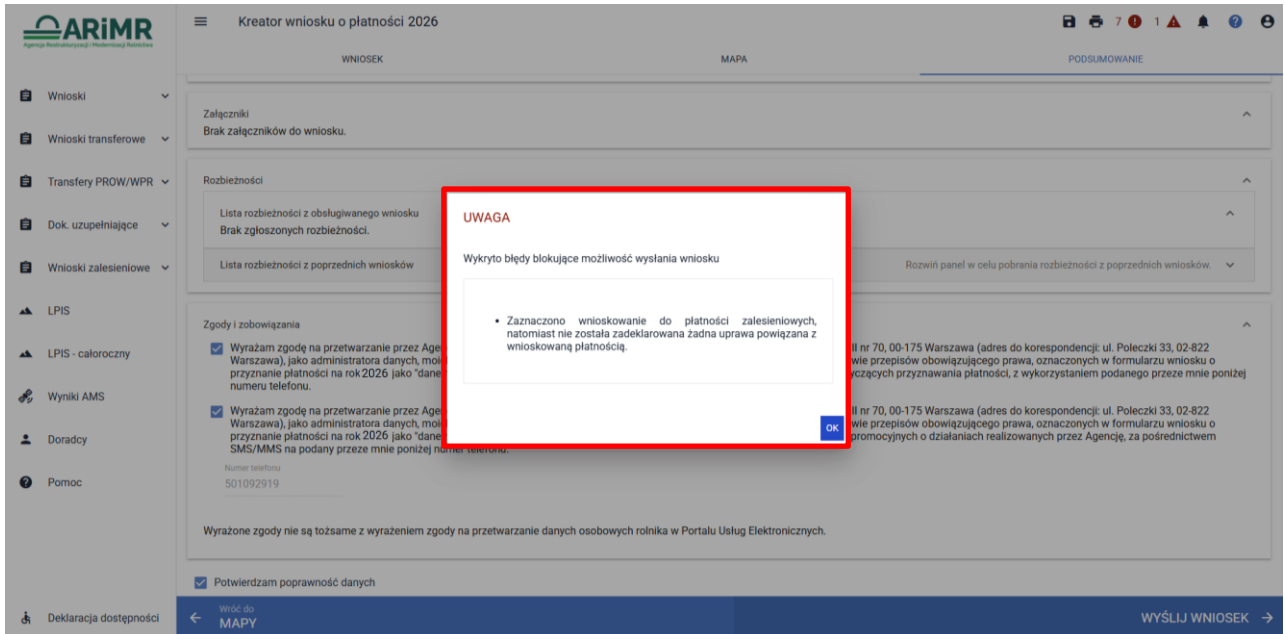 ARiMR
Agencja Restrukturyzacji i Modernizacji Rolnictwa
Kreator wniosku o płatności 2026
7 1
WNIOSEK
MAPA
PODSUMOWANIE
Wnioski
Wnioski transferowe
Transfery PROW/WPR
Dok. uzupełniające
Wnioski zalesieniowe
LPIS
LPIS - całoroczny
Wyniki AMS
Doradcy
Pomoc
Deklaracja dostępności
Załączniki
Brak załączników do wniosku.
Rozbieżności
Lista rozbieżności z obsługiwanego wniosku
Brak zgłoszonych rozbieżności.
Lista rozbieżności z poprzednich wniosków
Rozwiń panel w celu pobrania rozbieżności z poprzednich wniosków.
UWAGA
Wykryto błędy blokujące możliwość wysłania wniosku
• Zaznaczono wnioskowanie do płatności zalesieniowych,
natomiast nie została zadeklarowana żadna uprawa powiązana z
wnioskowaną płatnością.
OK
Zgody i zobowiązania
Wyrażam zgodę na przetwarzanie przez Age II nr 70, 00-175 Warszawa (adres do korespondencji: ul. Poleczki 33, 02-822
Warszawa), jako administratora danych, moi wie przepisów obowiązującego prawa, oznaczonych w formularzu wniosku o
przyznanie płatności na rok 2026 jako "dane yczących przyznawania płatności, z wykorzystaniem podanego przeze mnie poniżej
numeru telefonu.
Wyrażam zgodę na przetwarzanie przez Age II nr 70, 00-175 Warszawa (adres do korespondencji: ul. Poleczki 33, 02-822
Warszawa), jako administratora danych, moi wie przepisów obowiązującego prawa, oznaczonych w formularzu wniosku o
przyznanie płatności na rok 2026 jako "dane promocyjnych o działaniach realizowanych przez Agencję, za pośrednictwem
SMS/MMS na podany przeze mnie poniżej numer telefonu.
Numer telefonu
501092919
Wyrażone zgody nie są tożsame z wyrażeniem zgody na przetwarzanie danych osobowych rolnika w Portalu Usług Elektronicznych.
Potwierdzam poprawność danych
Wróć do
MAPY
WYŚLIJ WNIOSEK